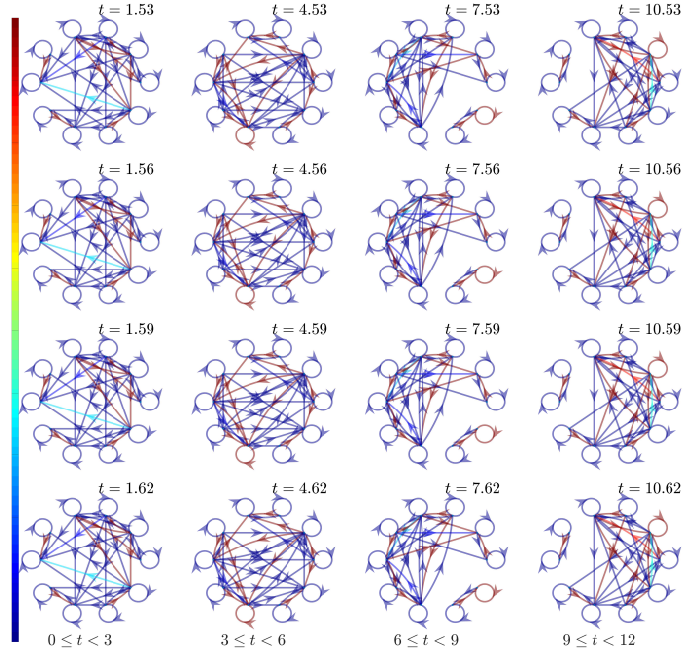 t = 1.53 t = 4.53 t = 7.53 t = 10.53
t = 1.56 t = 4.56 t = 7.56 t = 10.56
t = 1.59 t = 4.59 t = 7.59 t = 10.59
t = 1.62 t = 4.62 t = 7.62 t = 10.62
0 ≤ t < 3 3 ≤ t < 6 6 ≤ t < 9 9 ≤ t < 12